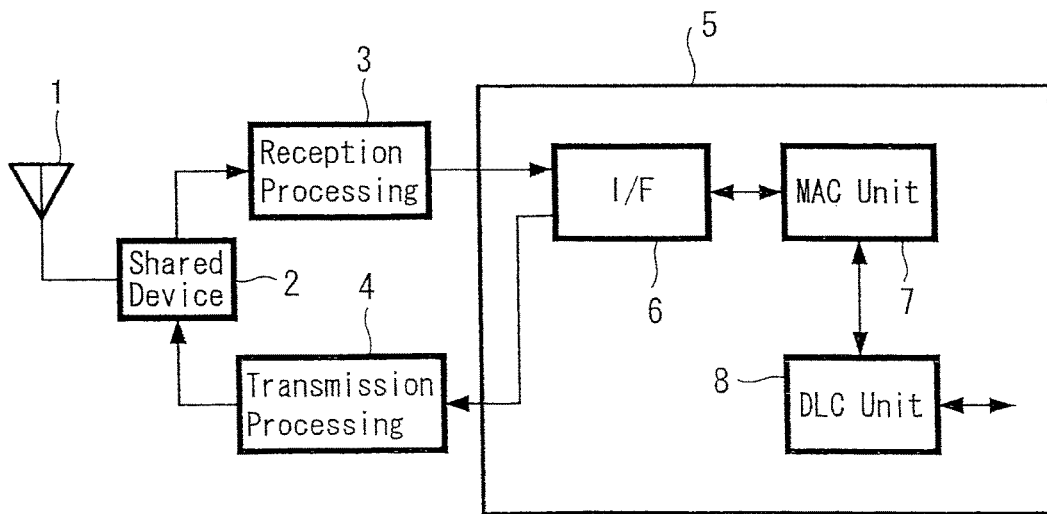 5
3
1
Reception
Processing
I/F
MAC Unit
Shared
Device
2
4
6
7
Transmission
Processing
8
DLC Unit